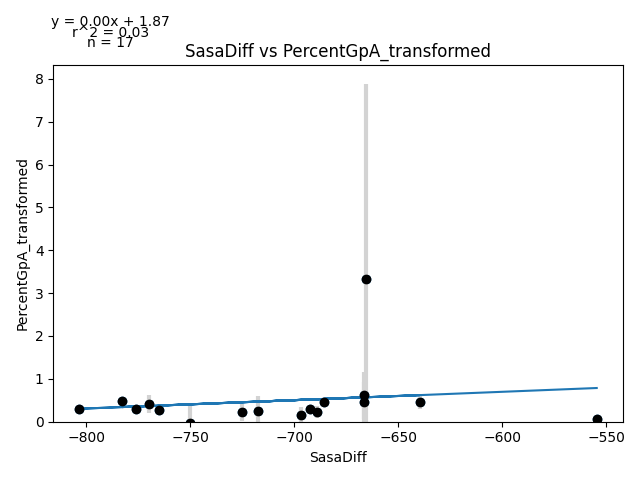 y = 0.00x + 1.87
r^2 = 0.03
n = 17
SasaDiff vs PercentGpA_transformed
PercentGpA_transformed
8
7
6
5
4
3
2
1
0
−800
−750
−700
−650
−600
−550
SasaDiff